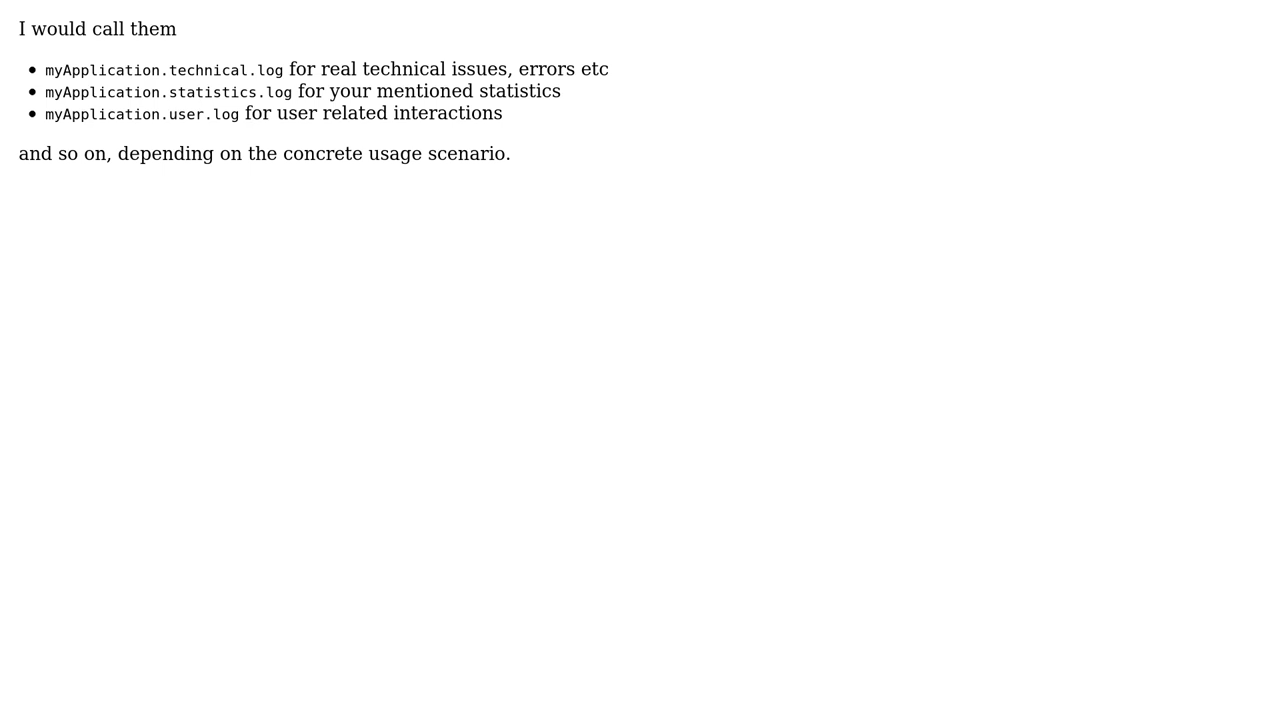 I would call them
• myApplication.technical.log for real technical issues, errors etc
• myApplication.statistics.log for your mentioned statistics
• myApplication.user.log for user related interactions
and so on, depending on the concrete usage scenario.